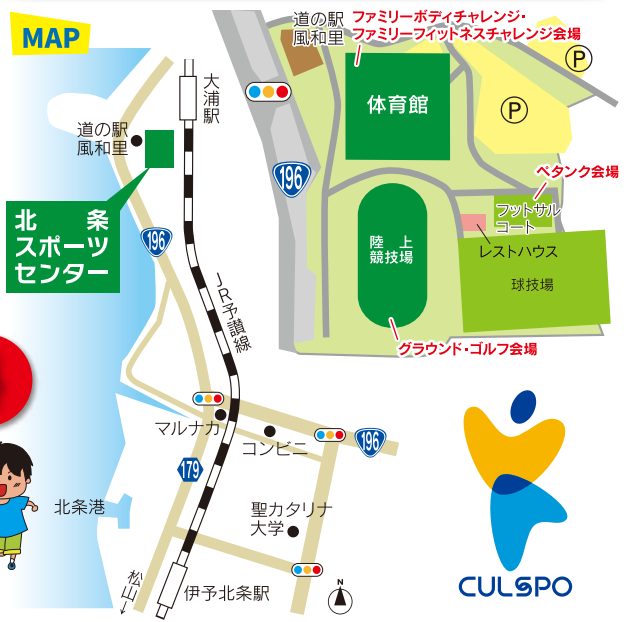 MAP
道の駅
風和里
ファミリーボディチャレンジ・
ファミリーフィットネスチャレンジ会場
体育館
P
P
196
ペタンク会場
フットサル
コート
レストハウス
球技場
陸上
競技場
グラウンド・ゴルフ会場
大浦駅
道の駅
風和里
北条
スポーツ
センター
196
JR予讃線
マルナカ
コンビニ
196
179
北条港
聖カタリナ
大学
松山
↓
伊予北条駅
N
CULSPO